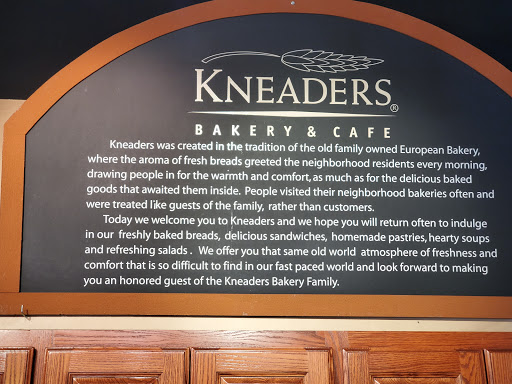 KNEADERS®
BAKERY & CAFE
Kneaders was created in the tradition of the old family owned European Bakery,
where the aroma of fresh breads greeted the neighborhood residents every morning,
drawing people in for the warmth and comfort, as much as for the delicious baked
goods that awaited them inside. People visited their neighborhood bakeries often and
were treated like guests of the family, rather than customers.
Today we welcome you to Kneaders and we hope you will return often to indulge
in our freshly baked breads, delicious sandwiches, homemade pastries, hearty soups
and refreshing salads. We offer you that same old world atmosphere of freshness and
comfort that is so difficult to find in our fast paced world and look forward to making
you an honored guest of the Kneaders Bakery Family.